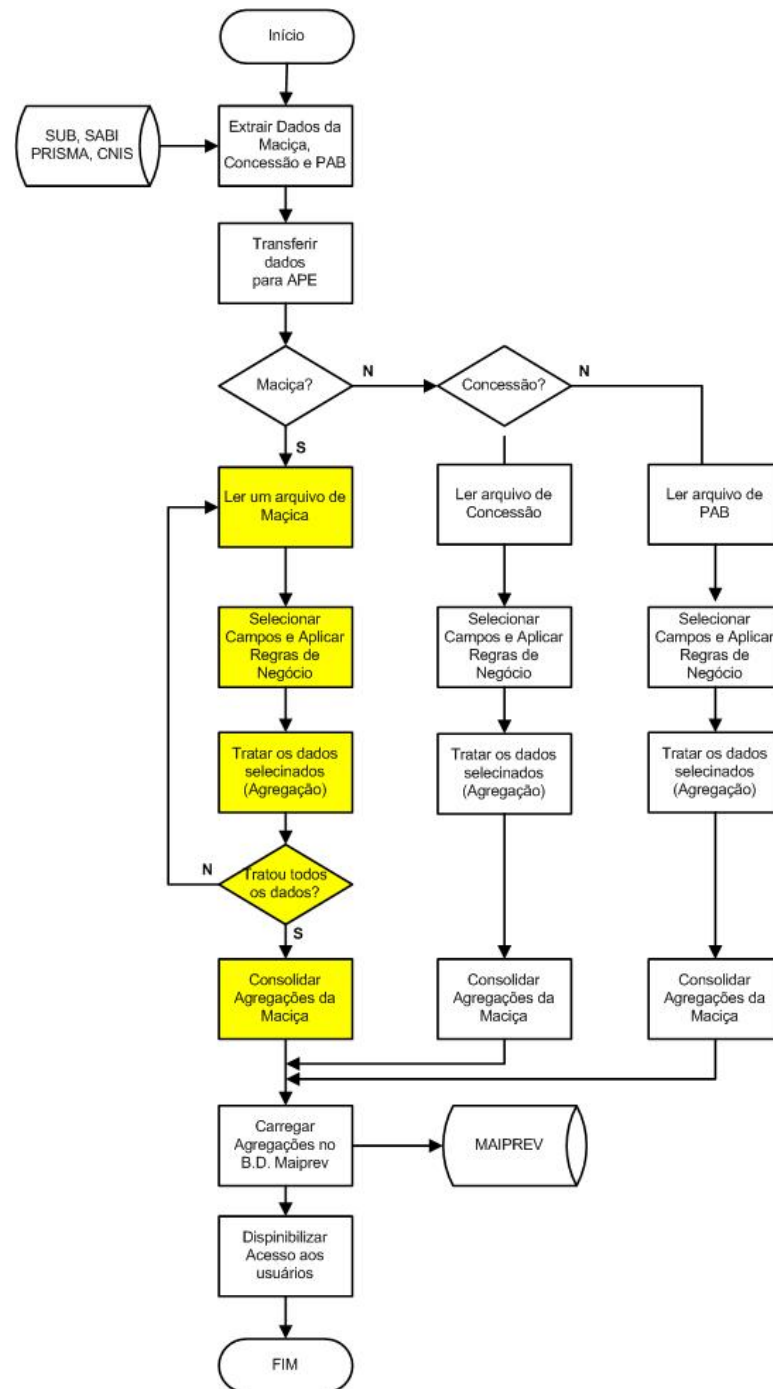 Início
SUB, SABI
PRISMA, CNIS
Extrair Dados da
Maciça,
Concessão e PAB
Transferir
dados
para APE
Maciça?
N
Concessão?
N
S
Ler um arquivo de
Maçica
Ler arquivo de
Concessão
Ler arquivo de
PAB
Selecionar
Campos e Aplicar
Regras de
Negócio
Selecionar
Campos e Aplicar
Regras de
Negócio
Selecionar
Campos e Aplicar
Regras de
Negócio
Tratar os dados
selecinados
(Agregação)
Tratar os dados
selecinados
(Agregação)
Tratar os dados
selecinados
(Agregação)
N
Tratou todos
os dados?
S
Consolidar
Agregações da
Maciça
Consolidar
Agregações da
Maciça
Consolidar
Agregações da
Maciça
Carregar
Agregações no
B.D. Maiprev
MAIPREV
Dispinibilizar
Acesso aos
usuários
FIM